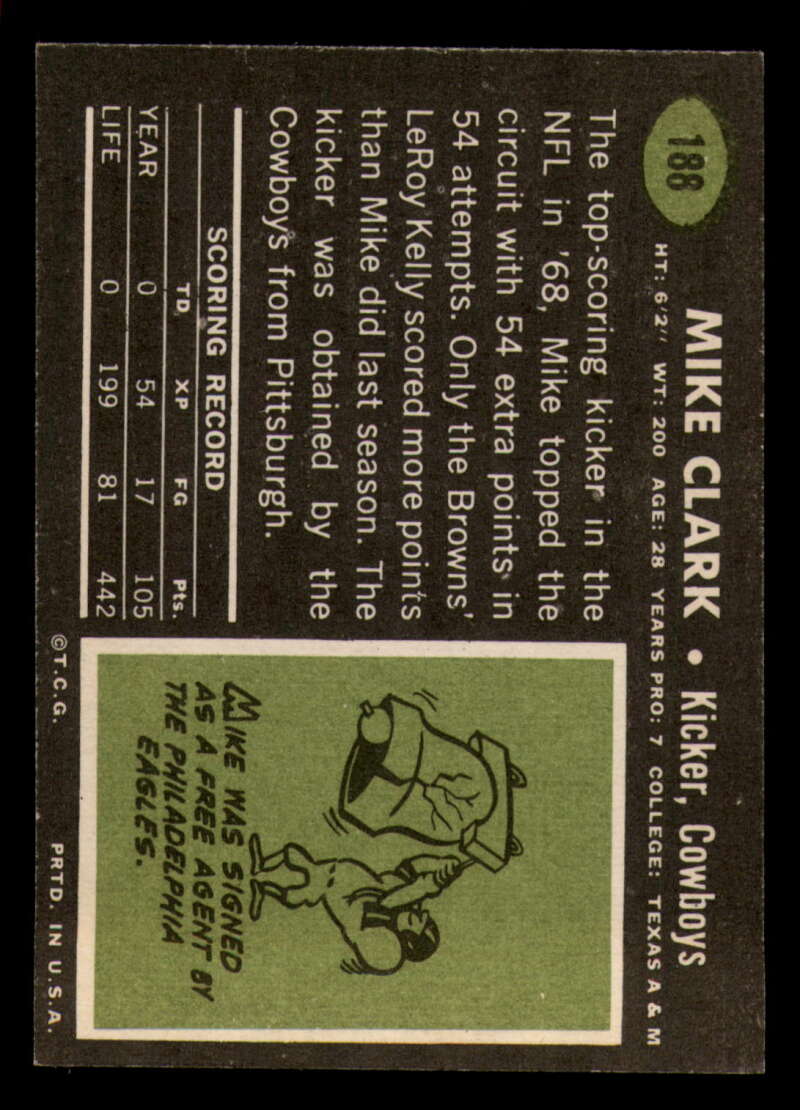 188
MIKE CLARK • Kicker, Cowboys
HT: 6'2" WT: 200 AGE: 28 YEARS PRO: 7 COLLEGE: TEXAS A & M
The top-scoring kicker in the
NFL in '68, Mike topped the
circuit with 54 extra points in
54 attempts. Only the Browns'
LeRoy Kelly scored more points
than Mike did last season. The
kicker was obtained by the
Cowboys from Pittsburgh.
SCORING RECORD
TD XP FG Pts.
YEAR 0 54 17 105
LIFE 0 199 81 442
MIKE WAS SIGNED
AS A FREE AGENT BY
THE PHILADELPHIA
EAGLES.
©T.C.G. PRTD. IN U.S.A.